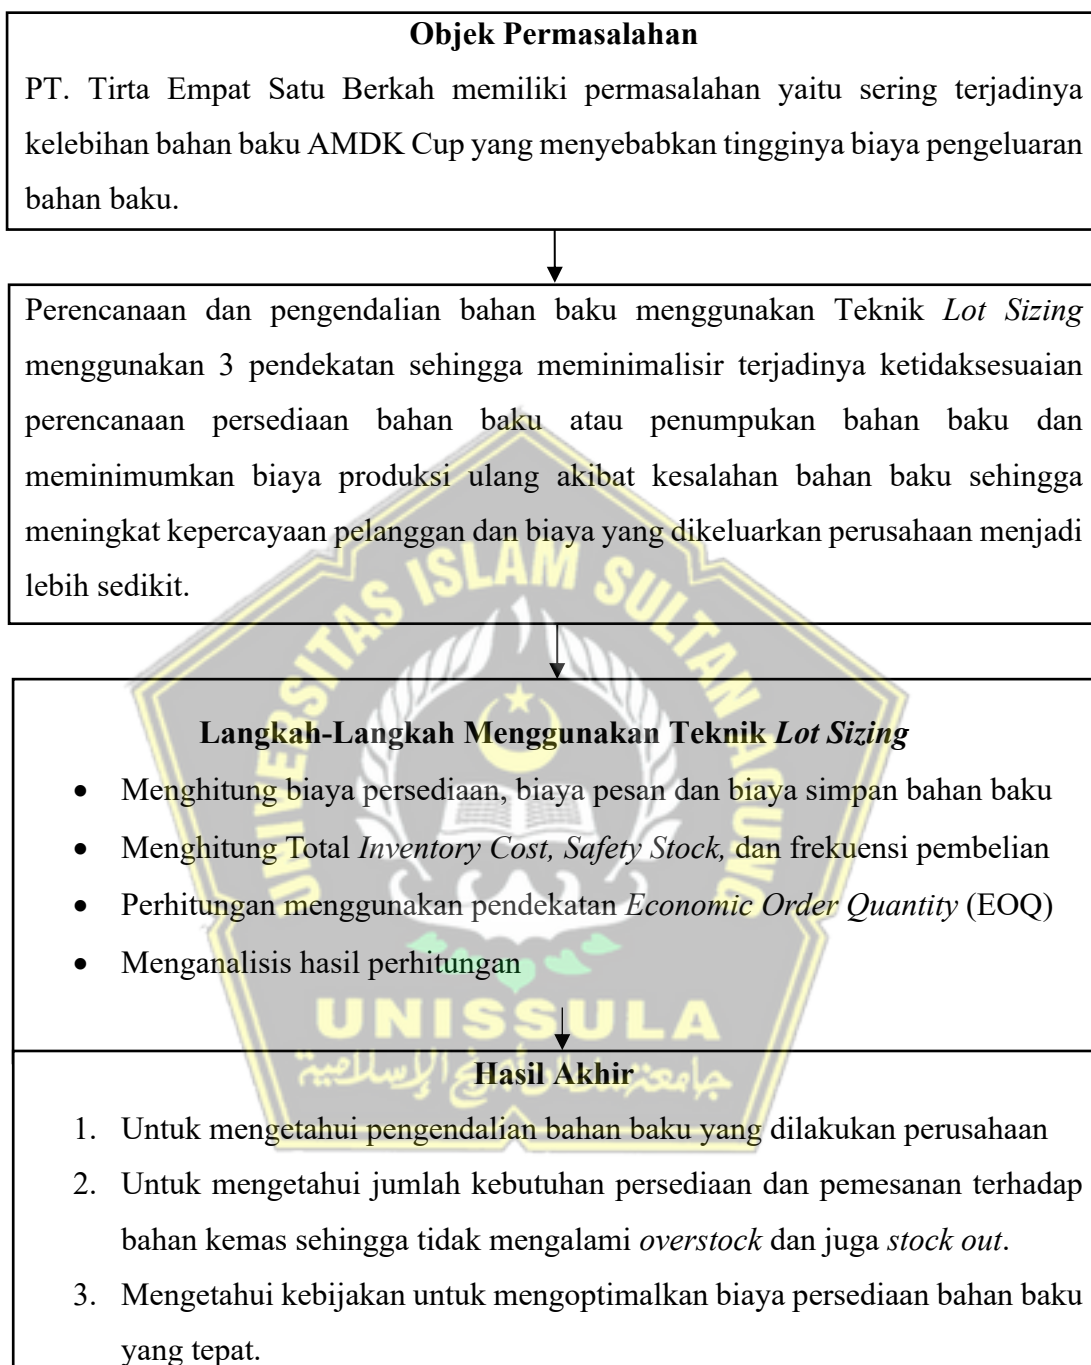 Objek Permasalahan
PT. Tirta Empat Satu Berkah memiliki permasalahan yaitu sering terjadinya
kelebihan bahan baku AMDK Cup yang menyebabkan tingginya biaya pengeluaran
bahan baku.
Perencanaan dan pengendalian bahan baku menggunakan Teknik Lot Sizing
menggunakan 3 pendekatan sehingga meminimalisir terjadinya ketidaksesuaian
perencanaan persediaan bahan baku atau penumpukan bahan baku dan
meminimumkan biaya produksi ulang akibat kesalahan bahan baku sehingga
meningkat kepercayaan pelanggan dan biaya yang dikeluarkan perusahaan menjadi
lebih sedikit.
UNIVERSITAS ISLAM SULTAN AGUNG
Langkah-Langkah Menggunakan Teknik Lot Sizing
• Menghitung biaya persediaan, biaya pesan dan biaya simpan bahan baku
• Menghitung Total Inventory Cost, Safety Stock, dan frekuensi pembelian
• Perhitungan menggunakan pendekatan Economic Order Quantity (EOQ)
• Menganalisis hasil perhitungan
UNISSULA
جامعتسلطان أجونج الإسلامية
Hasil Akhir
1. Untuk mengetahui pengendalian bahan baku yang dilakukan perusahaan
2. Untuk mengetahui jumlah kebutuhan persediaan dan pemesanan terhadap
bahan kemas sehingga tidak mengalami overstock dan juga stock out.
3. Mengetahui kebijakan untuk mengoptimalkan biaya persediaan bahan baku
yang tepat.